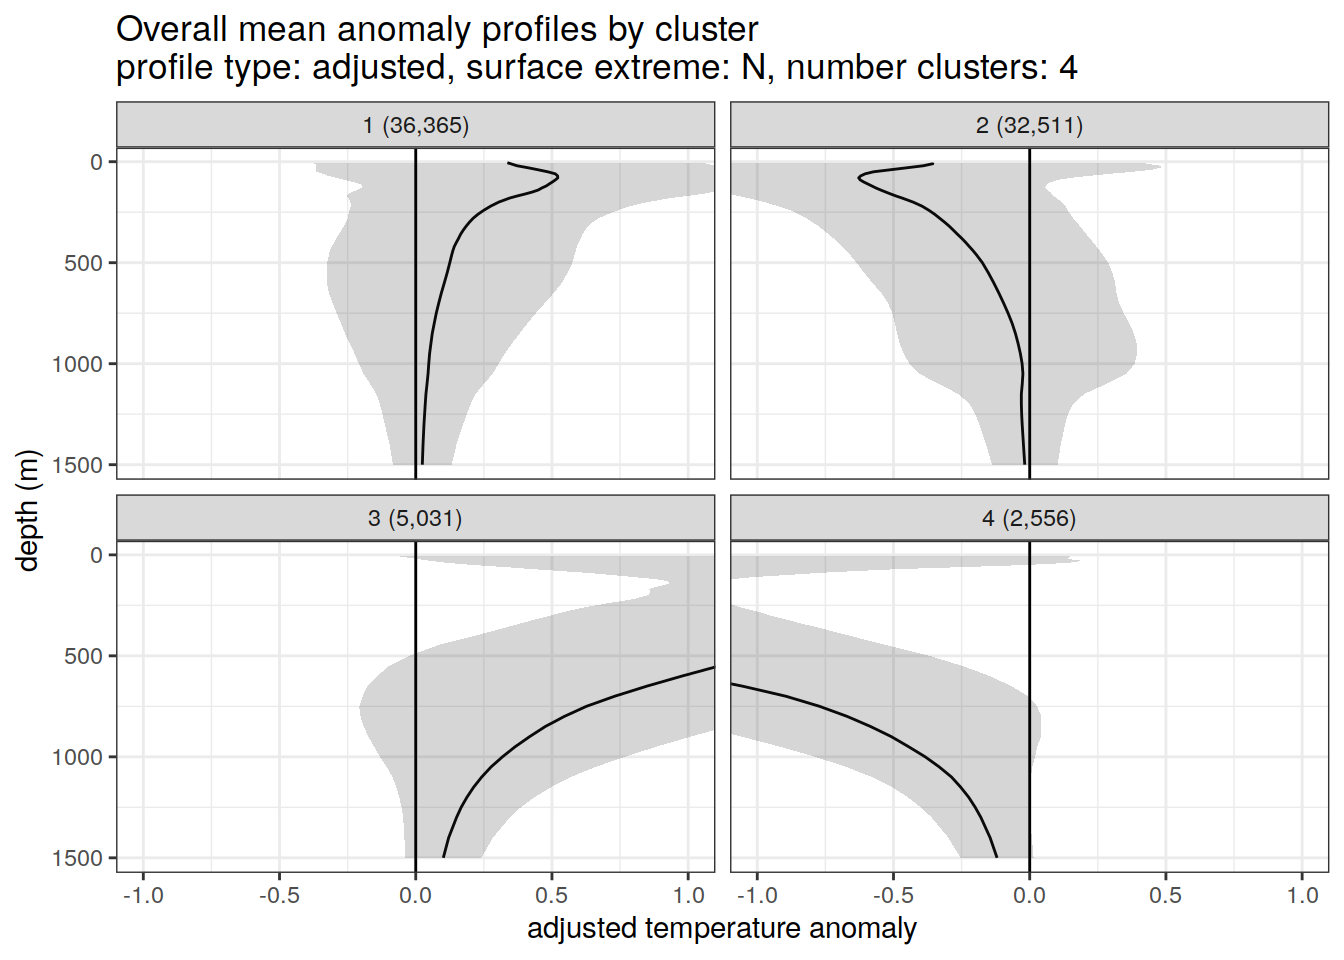 Overall mean anomaly profiles by cluster
profile type: adjusted, surface extreme: N, number clusters: 4
1 (36,365)
2 (32,511)
0
500
1000
1500
3 (5,031)
4 (2,556)
0
500
1000
1500
depth (m)
-1.0 -0.5 0.0 0.5 1.0 -1.0 -0.5 0.0 0.5 1.0
adjusted temperature anomaly